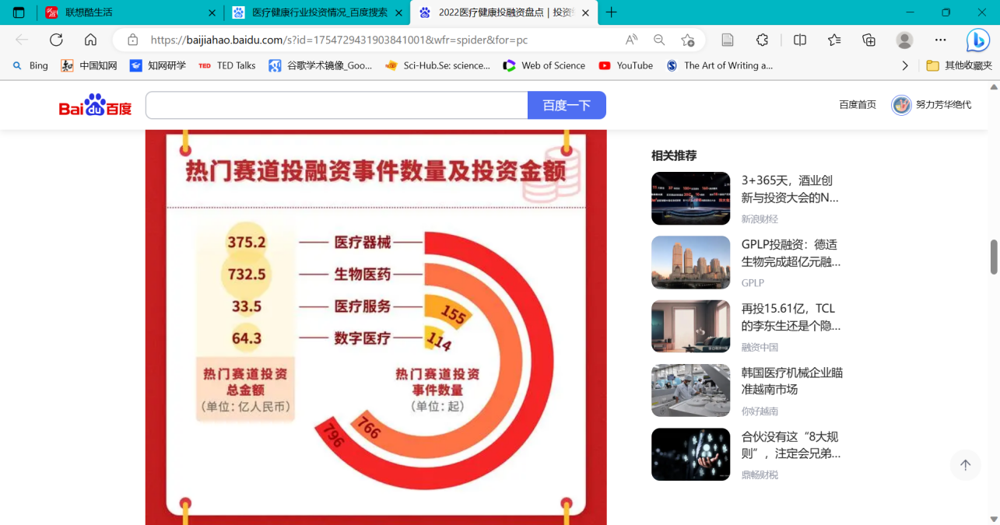 联想酷生活
医疗健康行业投资情况_百度搜索
2022医疗健康投融资盘点 | 投资
https://baijiahao.baidu.com/s?id=1754729431903841001&wfr=spider&for=pc
Bing
中国知网
知网研学
TED
TED Talks
谷歌学术镜像_Goo...
Sci-Hub.Se: science...
Web of Science
YouTube
The Art of Writing a...
其他收藏夹
Bai du 百度
百度一下
百度首页
努力芳华绝代
热门赛道投融资事件数量及投资金额
375.2 医疗器械
732.5 生物医药
33.5 医疗服务 155
64.3 数字医疗 114
热门赛道投资
总金额
(单位:亿人民币)
热门赛道投资
事件数量
(单位:起)
796
766
相关推荐
3+365天，酒业创
新与投资大会的N...
新浪财经
GPLP投融资：德适
生物完成超亿元融...
GPLP
再投15.61亿，TCL
的李东生还是个隐...
融资中国
韩国医疗机械企业瞄
准越南市场
你好越南
合伙没有这“8大规
则”，注定会兄弟...
鼎畅财税